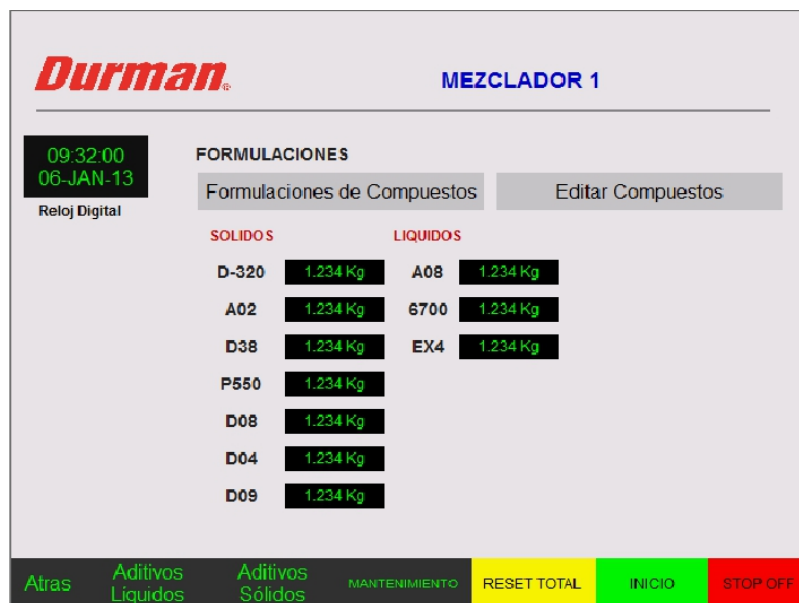 Durman®
MEZCLADOR 1
09:32:00
06-JAN-13
Reloj Digital
FORMULACIONES
Formulaciones de Compuestos
Editar Compuestos
SOLIDOS LIQUIDOS
D-320 1.234 Kg A08 1.234 Kg
A02 1.234 Kg 6700 1.234 Kg
D38 1.234 Kg EX4 1.234 Kg
P550 1.234 Kg
D08 1.234 Kg
D04 1.234 Kg
D09 1.234 Kg
Atras
Aditivos
Liquidos
Aditivos
Sólidos
MANTENIMIENTO
RESET TOTAL
INICIO
STOP OFF